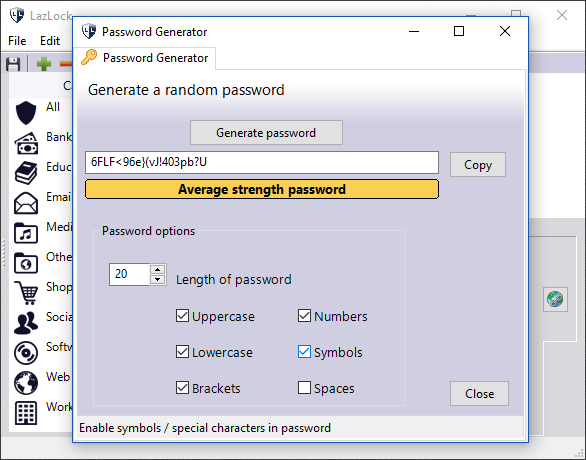 LazLock
File Edit
Password Generator
Password Generator
Generate a random password
Generate password
6FLF<96e}(vJ!403pb?U
Copy
Average strength password
Password options
20
Length of password
Uppercase
Numbers
Lowercase
Symbols
Brackets
Spaces
Close
Enable symbols / special characters in password
All
Bank
Educ
Email
Medi
Othe
Shop
Socia
Softw
Web
Work